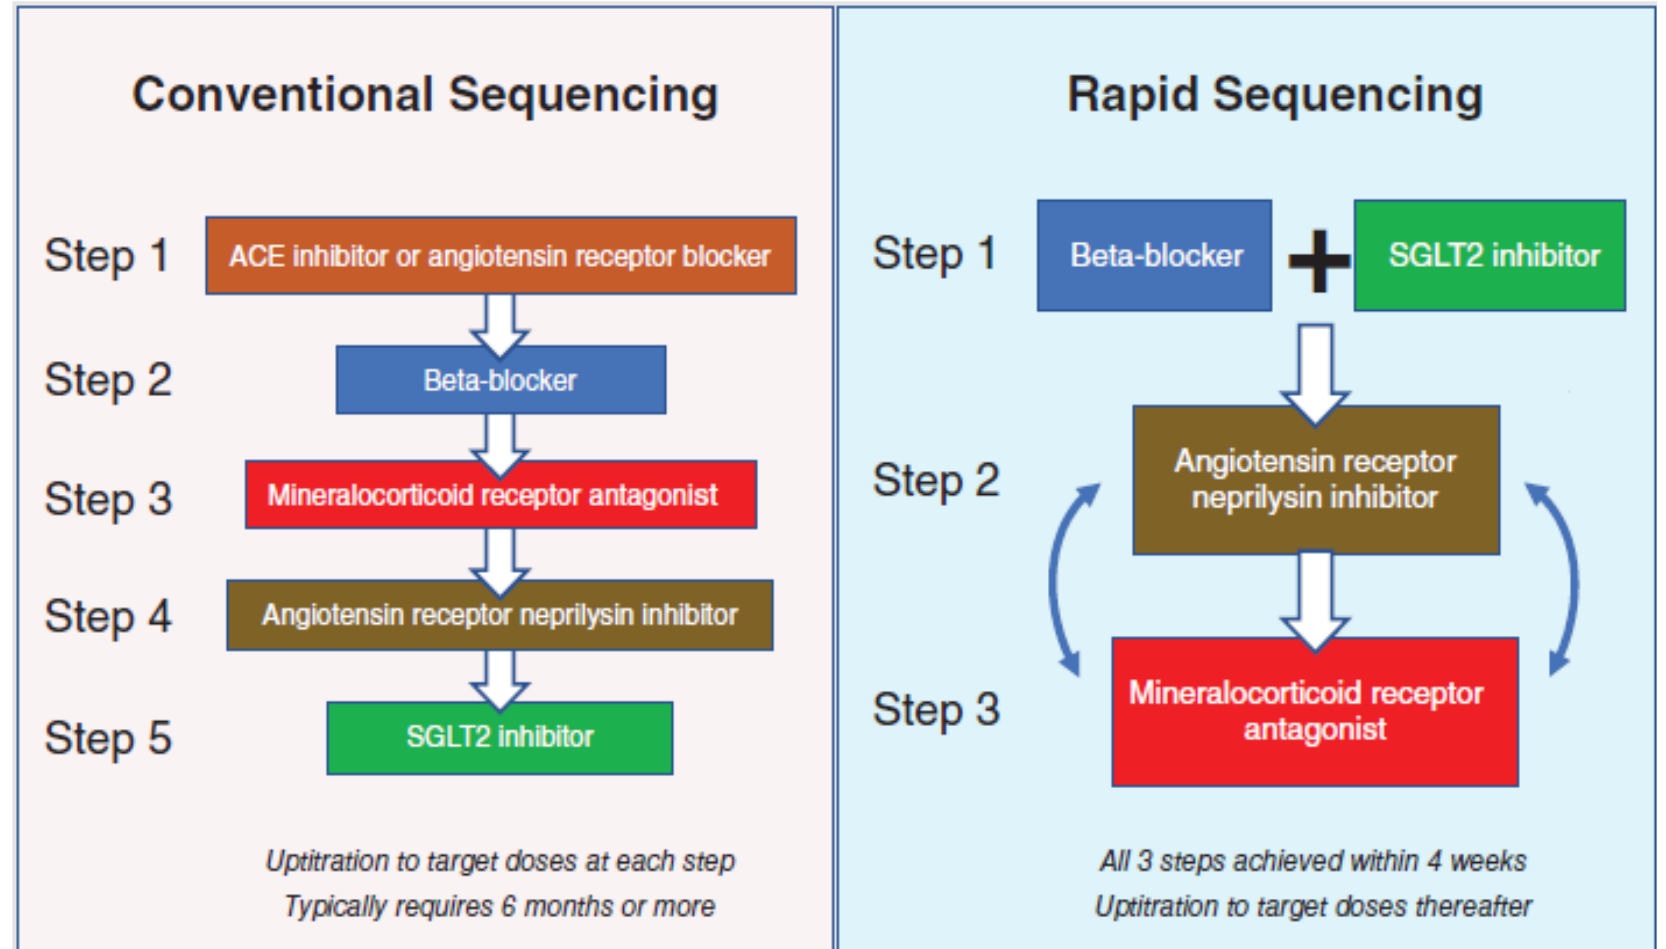 Conventional Sequencing
Step 1
ACE inhibitor or angiotensin receptor blocker
Step 2
Beta-blocker
Step 3
Mineralocorticoid receptor antagonist
Step 4
Angiotensin receptor neprilysin inhibitor
Step 5
SGLT2 inhibitor
Uptitration to target doses at each step
Typically requires 6 months or more
Rapid Sequencing
Step 1
Beta-blocker
+
SGLT2 inhibitor
Step 2
Angiotensin receptor
neprilysin inhibitor
Step 3
Mineralocorticoid receptor
antagonist
All 3 steps achieved within 4 weeks
Uptitration to target doses thereafter